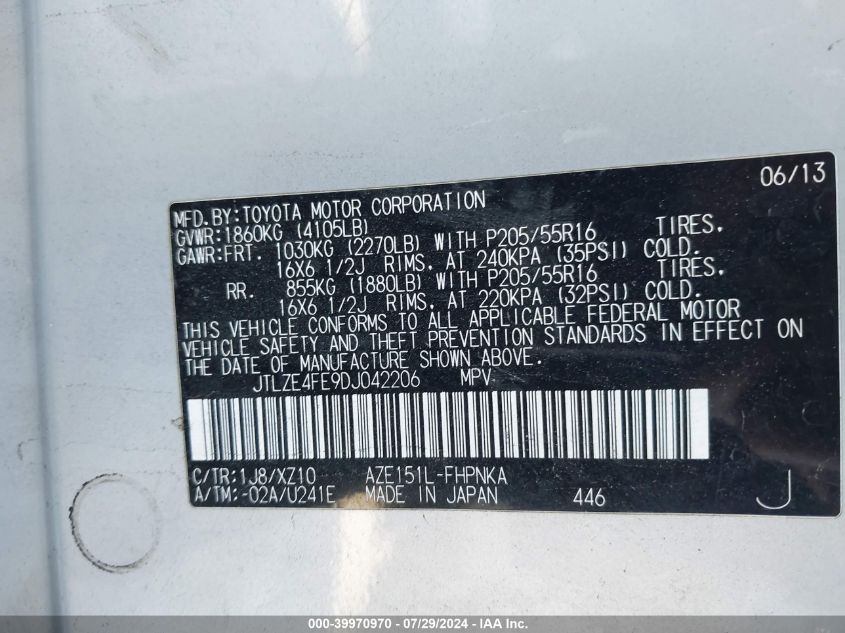 06/13
MFD.BY:TOYOTA MOTOR CORPORATION
GVWR:1860KG (4105LB)
GAWR:FRT. 1030KG (2270LB) WITH P205/55R16 TIRES.
16X6 1/2J RIMS, AT 240KPA (35PSI) COLD.
RR. 855KG (1880LB) WITH P205/55R16 TIRES.
16X6 1/2J RIMS, AT 220KPA (32PSI) COLD.
THIS VEHICLE CONFORMS TO ALL APPLICABLE FEDERAL MOTOR
VEHICLE SAFETY AND THEFT PREVENTION STANDARDS IN EFFECT ON
THE DATE OF MANUFACTURE SHOWN ABOVE.
JTLZE4FE9DJ042206 MPV
C/TR:1J8/XZ10 AZE151L-FHPNKA
A/TM:-02A/U241E MADE IN JAPAN 446 J
000-39970970 - 07/29/2024 - IAA Inc.